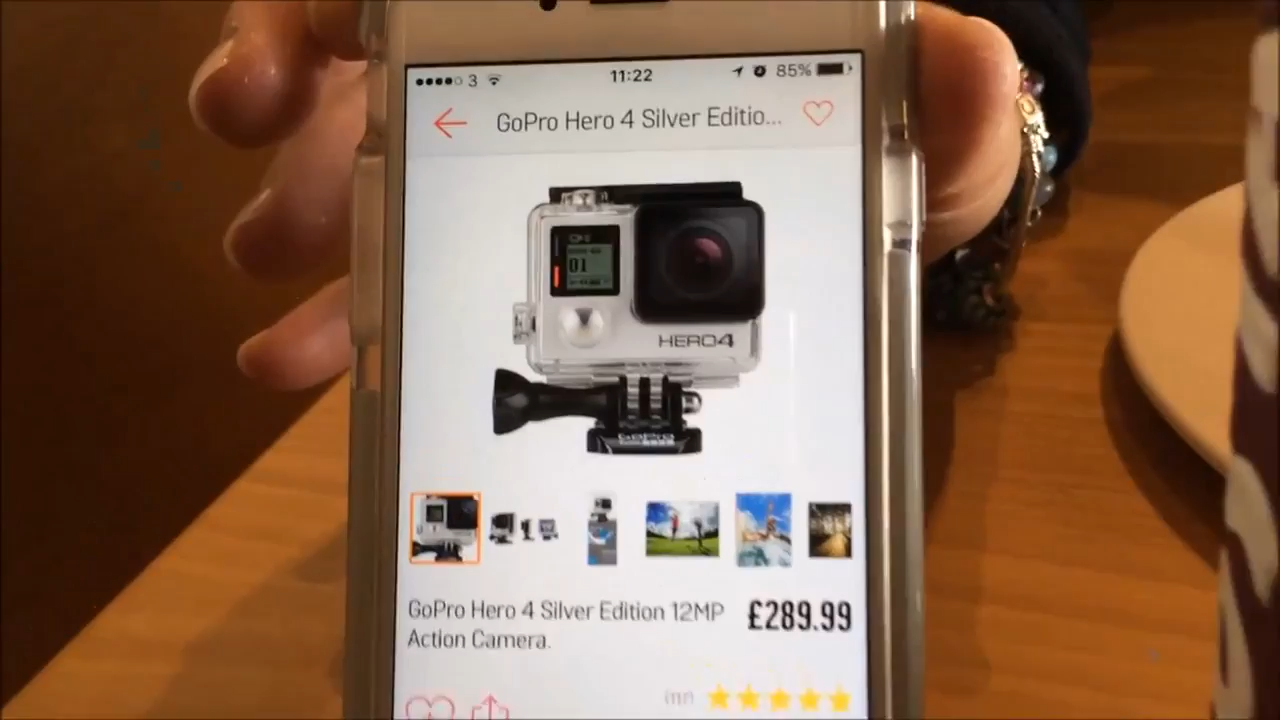 3 11:22 85%
GoPro Hero 4 Silver Editio...
01
HERO4
GoPro
GoPro Hero 4 Silver Edition 12MP £289.99
Action Camera.